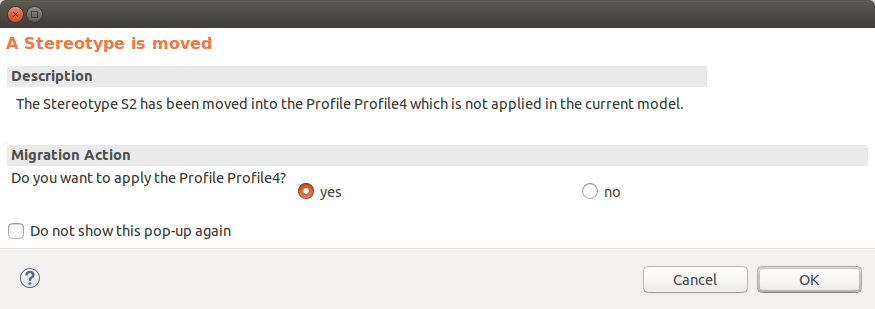 A Stereotype is moved
Description
The Stereotype S2 has been moved into the Profile Profile4 which is not applied in the current model.
Migration Action
Do you want to apply the Profile Profile4?
yes no
Do not show this pop-up again
? Cancel OK